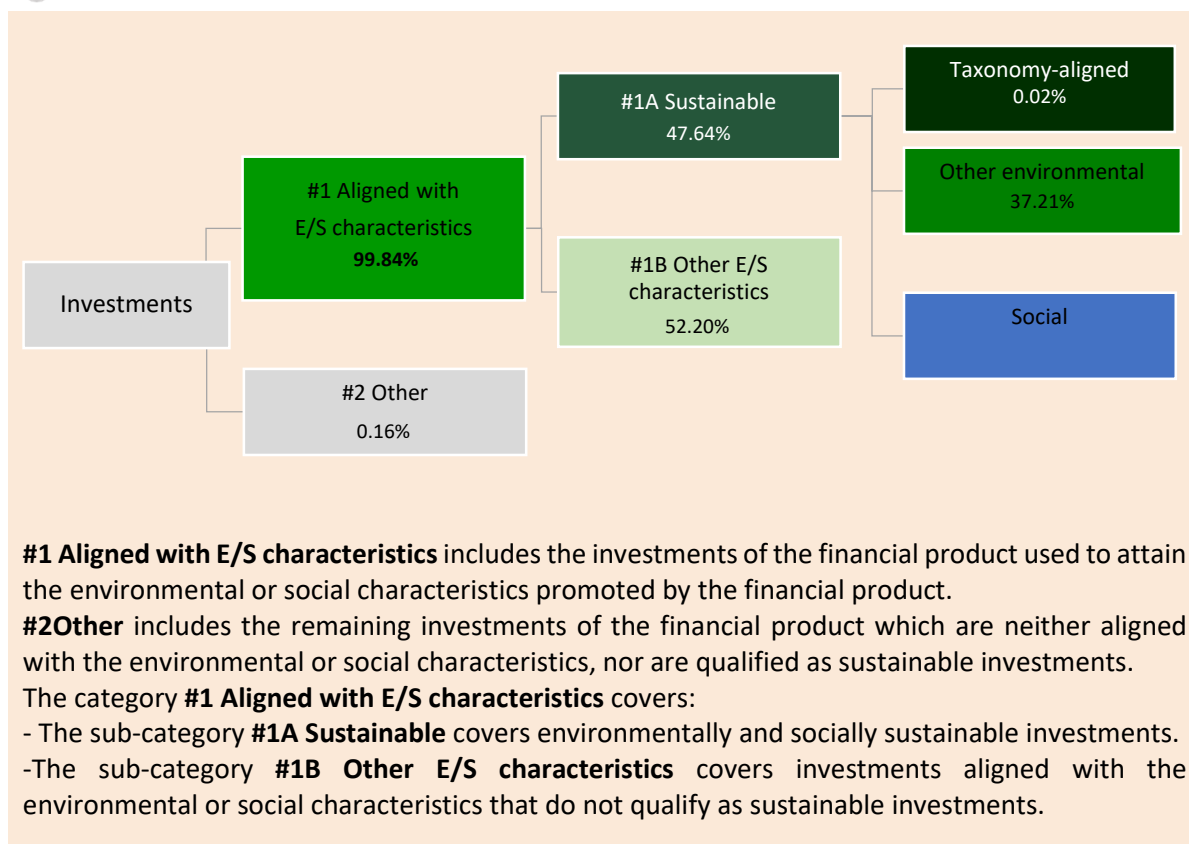 Investments
#1 Aligned with
E/S characteristics
99.84%
#2 Other
0.16%
#1A Sustainable
47.64%
#1B Other E/S
characteristics
52.20%
Taxonomy-aligned
0.02%
Other environmental
37.21%
Social
#1 Aligned with E/S characteristics includes the investments of the financial product used to attain
the environmental or social characteristics promoted by the financial product.
#2Other includes the remaining investments of the financial product which are neither aligned
with the environmental or social characteristics, nor are qualified as sustainable investments.
The category #1 Aligned with E/S characteristics covers:
- The sub-category #1A Sustainable covers environmentally and socially sustainable investments.
-The sub-category #1B Other E/S characteristics covers investments aligned with the
environmental or social characteristics that do not qualify as sustainable investments.